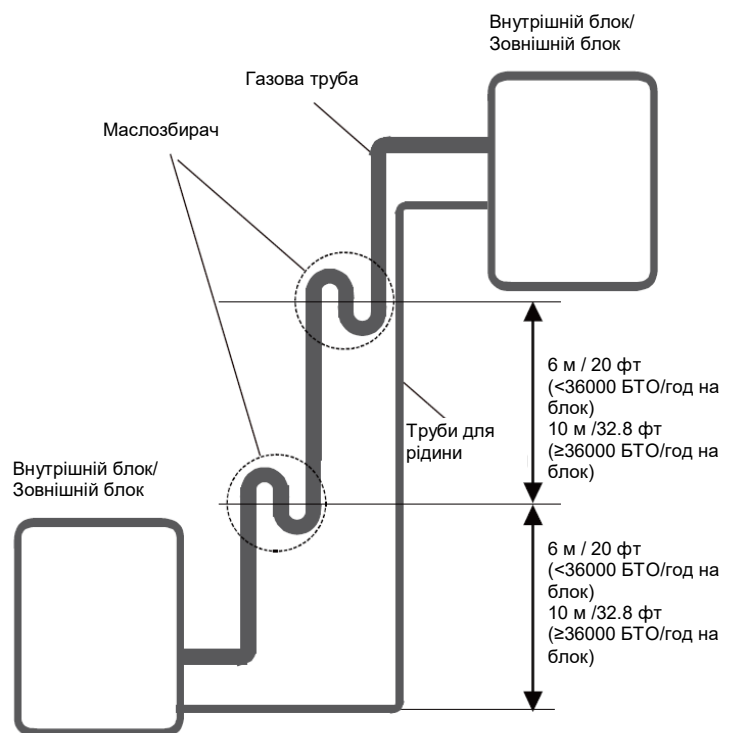 Внутрішній блок/
Зовнішній блок
Газова труба
Маслозбирач
6 м / 20 фт
(<36000 БТО/год на
блок)
10 м /32.8 фт
(≥36000 БТО/год на
блок)
Труби для
рідини
Внутрішній блок/
Зовнішній блок
6 м / 20 фт
(<36000 БТО/год на
блок)
10 м /32.8 фт
(≥36000 БТО/год на
блок)